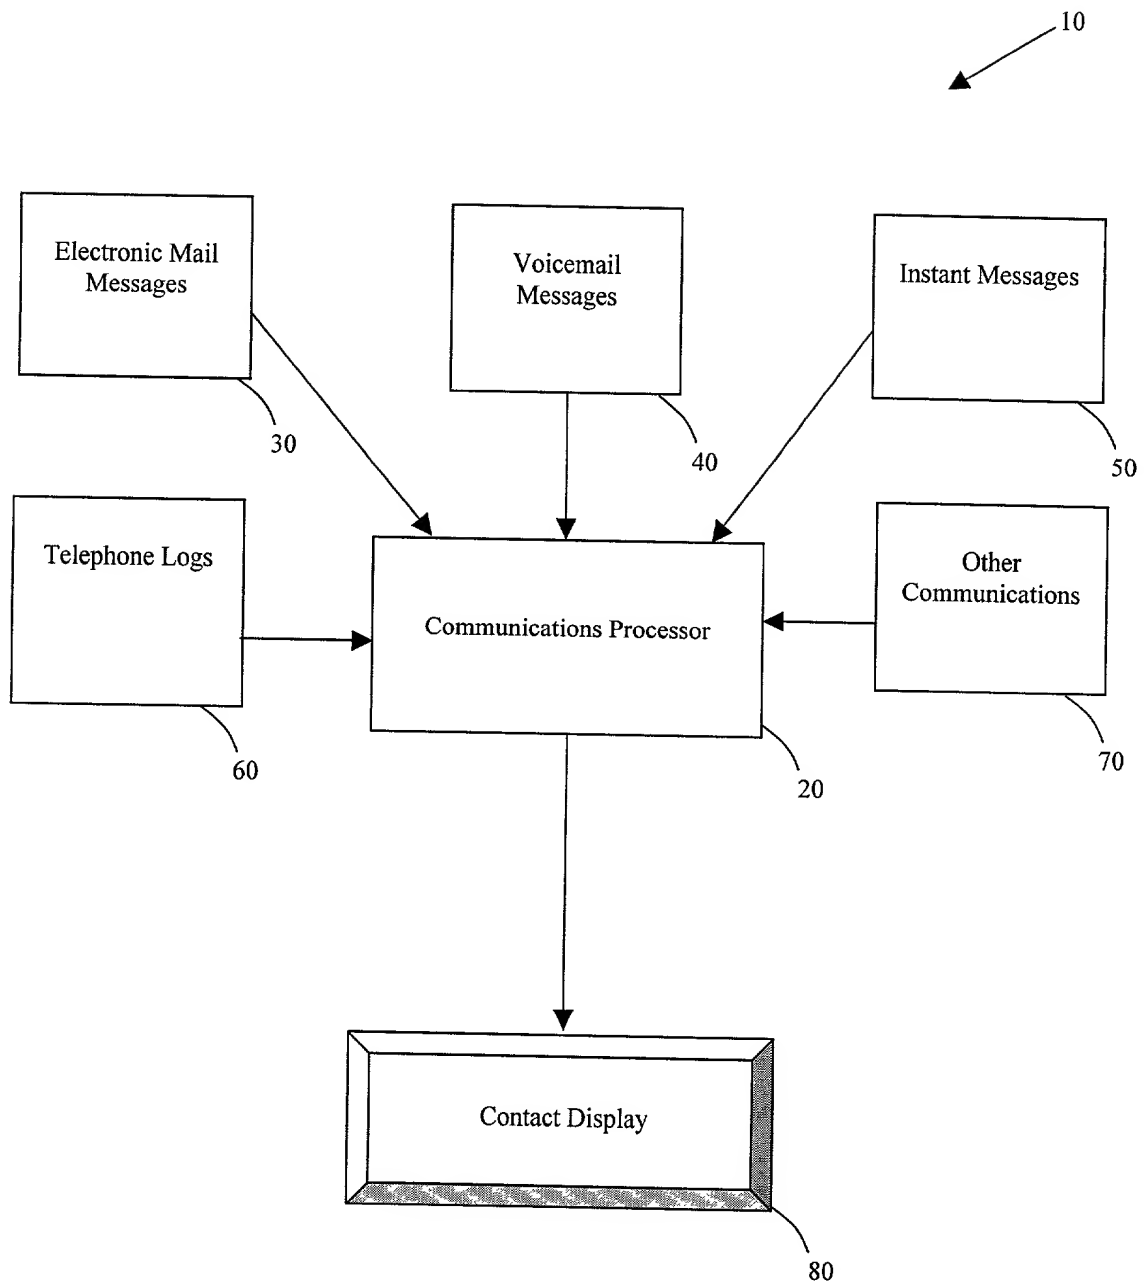 10
Electronic Mail
Messages
Voicemail
Messages
Instant Messages
30
40
50
Telephone Logs
Communications Processor
Other
Communications
60
20
70
Contact Display
80